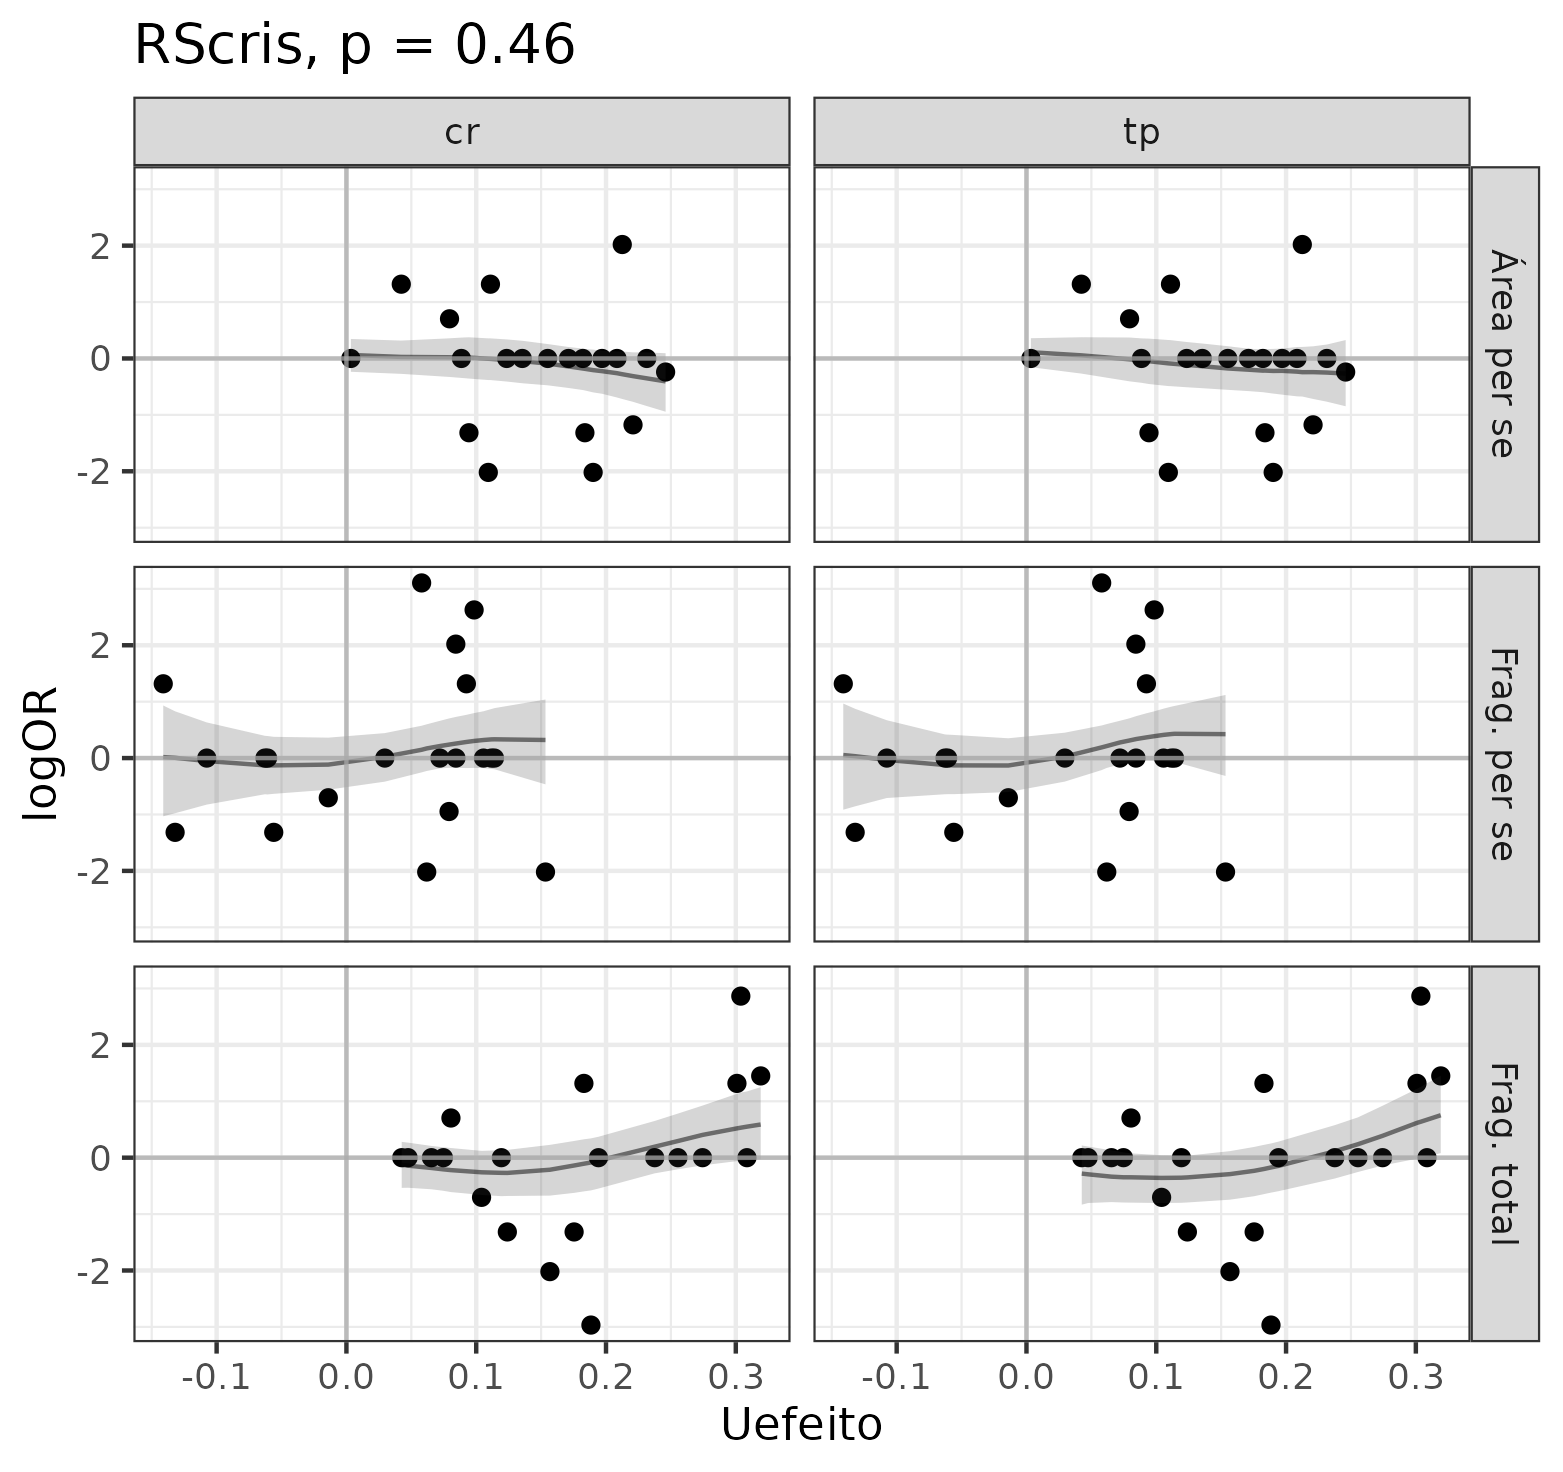 RScris, p = 0.46
cr
tp
2
0
-2
Área per se
2
0
-2
Frag. per se
2
0
-2
Frag. total
logOR
-0.1 0.0 0.1 0.2 0.3
-0.1 0.0 0.1 0.2 0.3
Uefeito